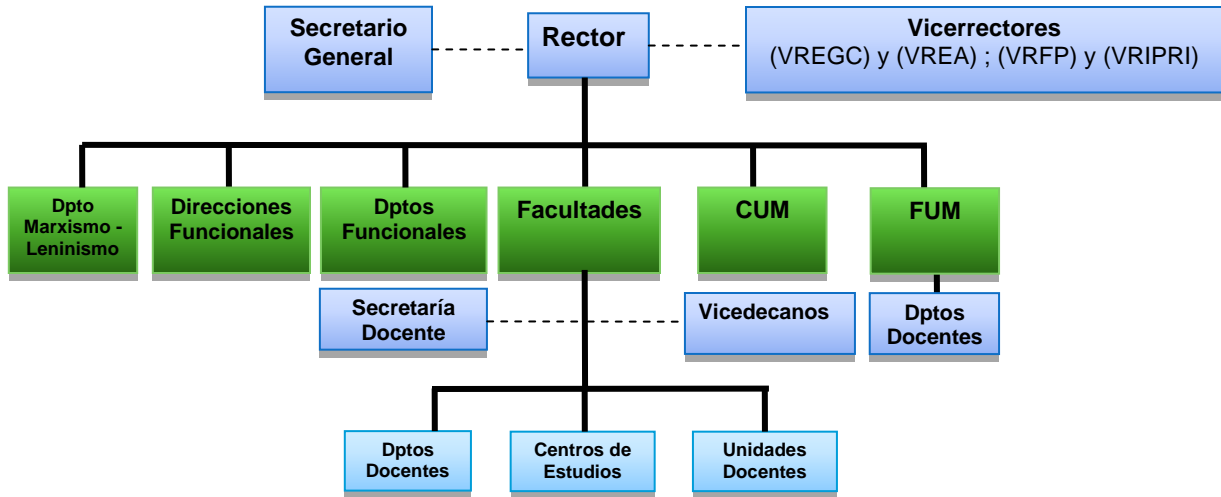 Secretario
General
Rector
Vicerrectores
(VREGC) y (VREA) ; (VRFP) y (VRIPRI)
Dpto
Marxismo -
Leninismo
Direcciones
Funcionales
Dptos
Funcionales
Facultades
CUM
FUM
Secretaría
Docente
Vicedecanos
Dptos
Docentes
Dptos
Docentes
Centros de
Estudios
Unidades
Docentes